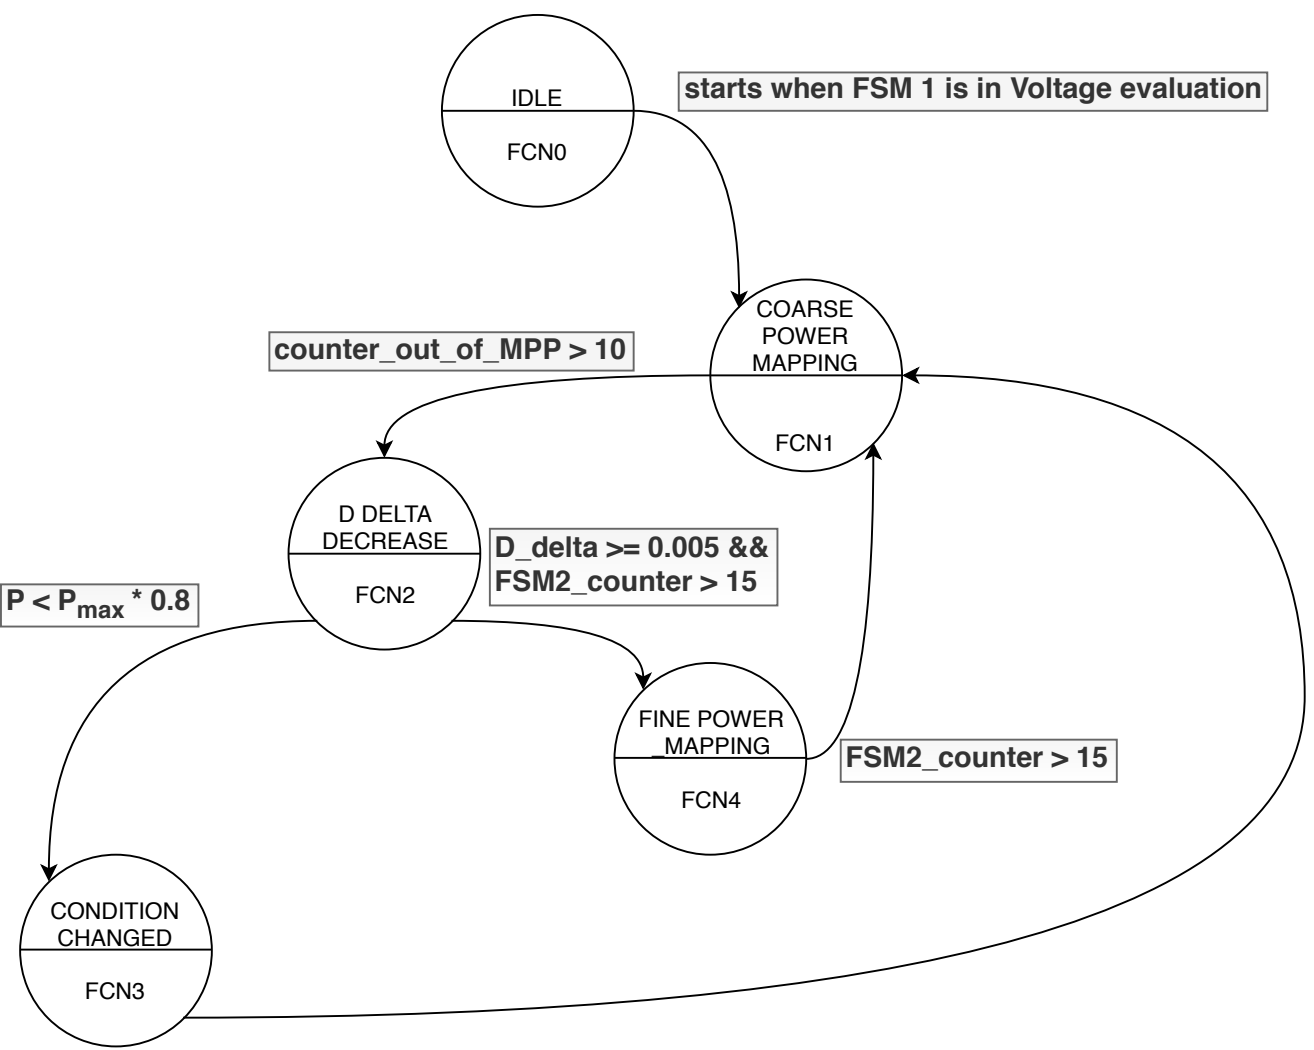 IDLE
FCN0
starts when FSM 1 is in Voltage evaluation
COARSE
POWER
MAPPING
FCN1
counter_out_of_MPP > 10
D DELTA
DECREASE
FCN2
D_delta >= 0.005 &&
FSM2_counter > 15
P < Pmax * 0.8
FINE POWER
_MAPPING
FCN4
FSM2_counter > 15
CONDITION
CHANGED
FCN3